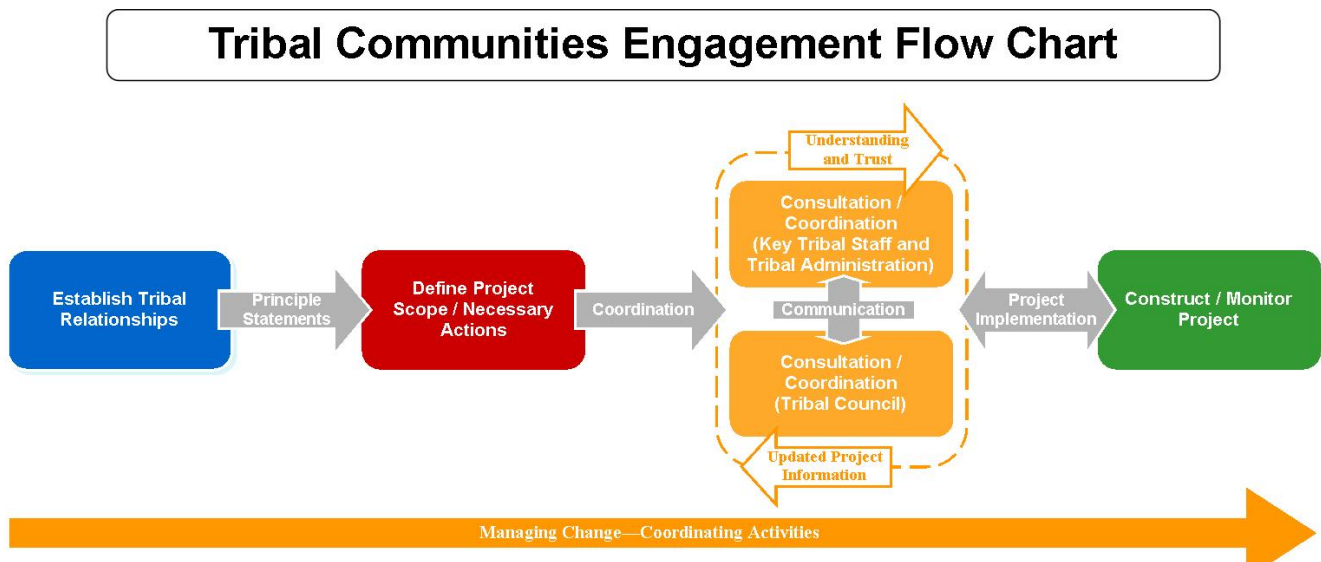 Tribal Communities Engagement Flow Chart
Understanding
and Trust
Consultation /
Coordination
(Key Tribal Staff and
Tribal Administration)
Establish Tribal
Relationships
Principle
Statements
Define Project
Scope / Necessary
Actions
Coordination
Communication
Project
Implementation
Construct / Monitor
Project
Consultation /
Coordination
(Tribal Council)
Updated Project
Information
Managing Change—Coordinating Activities